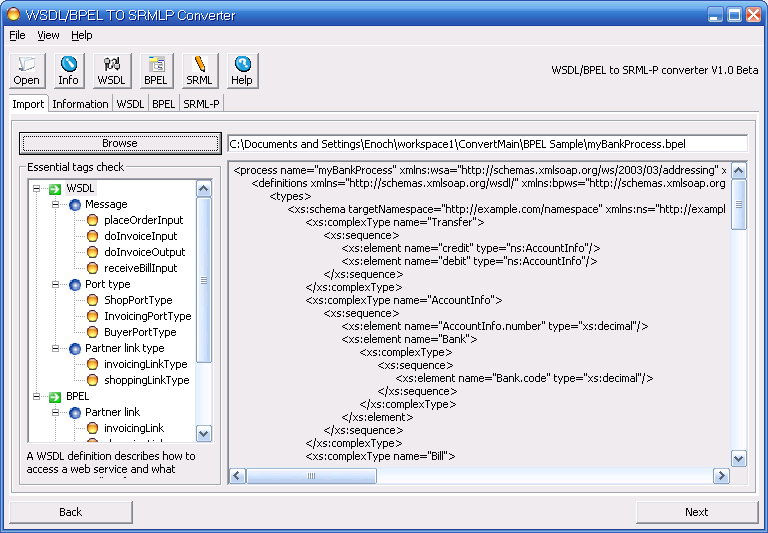 WSDL/BPEL TO SRMLP Converter
File View Help
Open Info WSDL BPEL SRML Help
WSDL/BPEL to SRML-P converter V1.0 Beta
Import Information WSDL BPEL SRML-P
Browse
C:\Documents and Settings\Enoch\workspace1\ConvertMain\BPEL Sample\myBankProcess.bpel
Essential tags check
WSDL
Message
placeOrderInput
doInvoiceInput
doInvoiceOutput
receiveBillInput
Port type
ShopPortType
InvoicingPortType
BuyerPortType
Partner link type
invoicingLinkType
shoppingLinkType
BPEL
Partner link
invoicingLink
A WSDL definition describes how to
access a web service and what
<process name="myBankProcess" xmlns:wsa="http://schemas.xmlsoap.org/ws/2003/03/addressing" x
<definitions xmlns="http://schemas.xmlsoap.org/wsdl/" xmlns:bpws="http://schemas.xmlsoap.org
<types>
<xs:schema targetNamespace="http://example.com/namespace" xmlns:ns="http://exampl
<xs:complexType name="Transfer">
<xs:sequence>
<xs:element name="credit" type="ns:AccountInfo"/>
<xs:element name="debit" type="ns:AccountInfo"/>
</xs:sequence>
</xs:complexType>
<xs:complexType name="AccountInfo">
<xs:sequence>
<xs:element name="AccountInfo.number" type="xs:decimal"/>
<xs:element name="Bank">
<xs:complexType>
<xs:sequence>
<xs:element name="Bank.code" type="xs:decimal"/>
</xs:sequence>
</xs:complexType>
</xs:element>
</xs:sequence>
</xs:complexType>
<xs:complexType name="Bill">
Back
Next